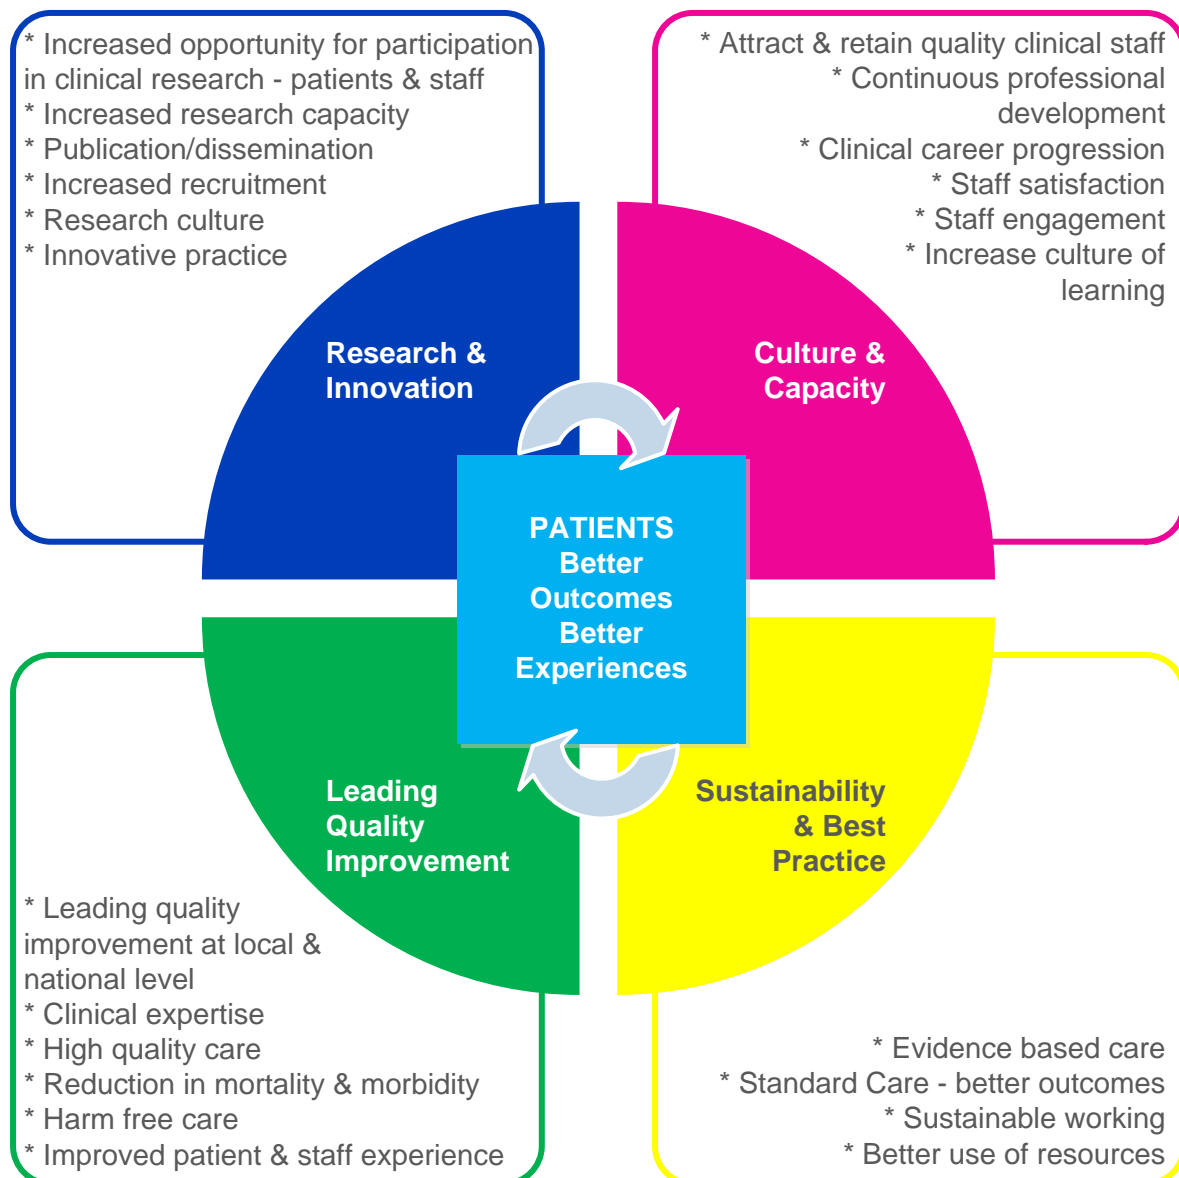 * Increased opportunity for participation
in clinical research - patients & staff
* Increased research capacity
* Publication/dissemination
* Increased recruitment
* Research culture
* Innovative practice
* Attract & retain quality clinical staff
* Continuous professional
development
* Clinical career progression
* Staff satisfaction
* Staff engagement
* Increase culture of
learning
Research &
Innovation
Culture &
Capacity
PATIENTS
Better
Outcomes
Better
Experiences
Leading
Quality
Improvement
Sustainability
& Best
Practice
* Leading quality
improvement at local &
national level
* Clinical expertise
* High quality care
* Reduction in mortality & morbidity
* Harm free care
* Improved patient & staff experience
* Evidence based care
* Standard Care - better outcomes
* Sustainable working
* Better use of resources